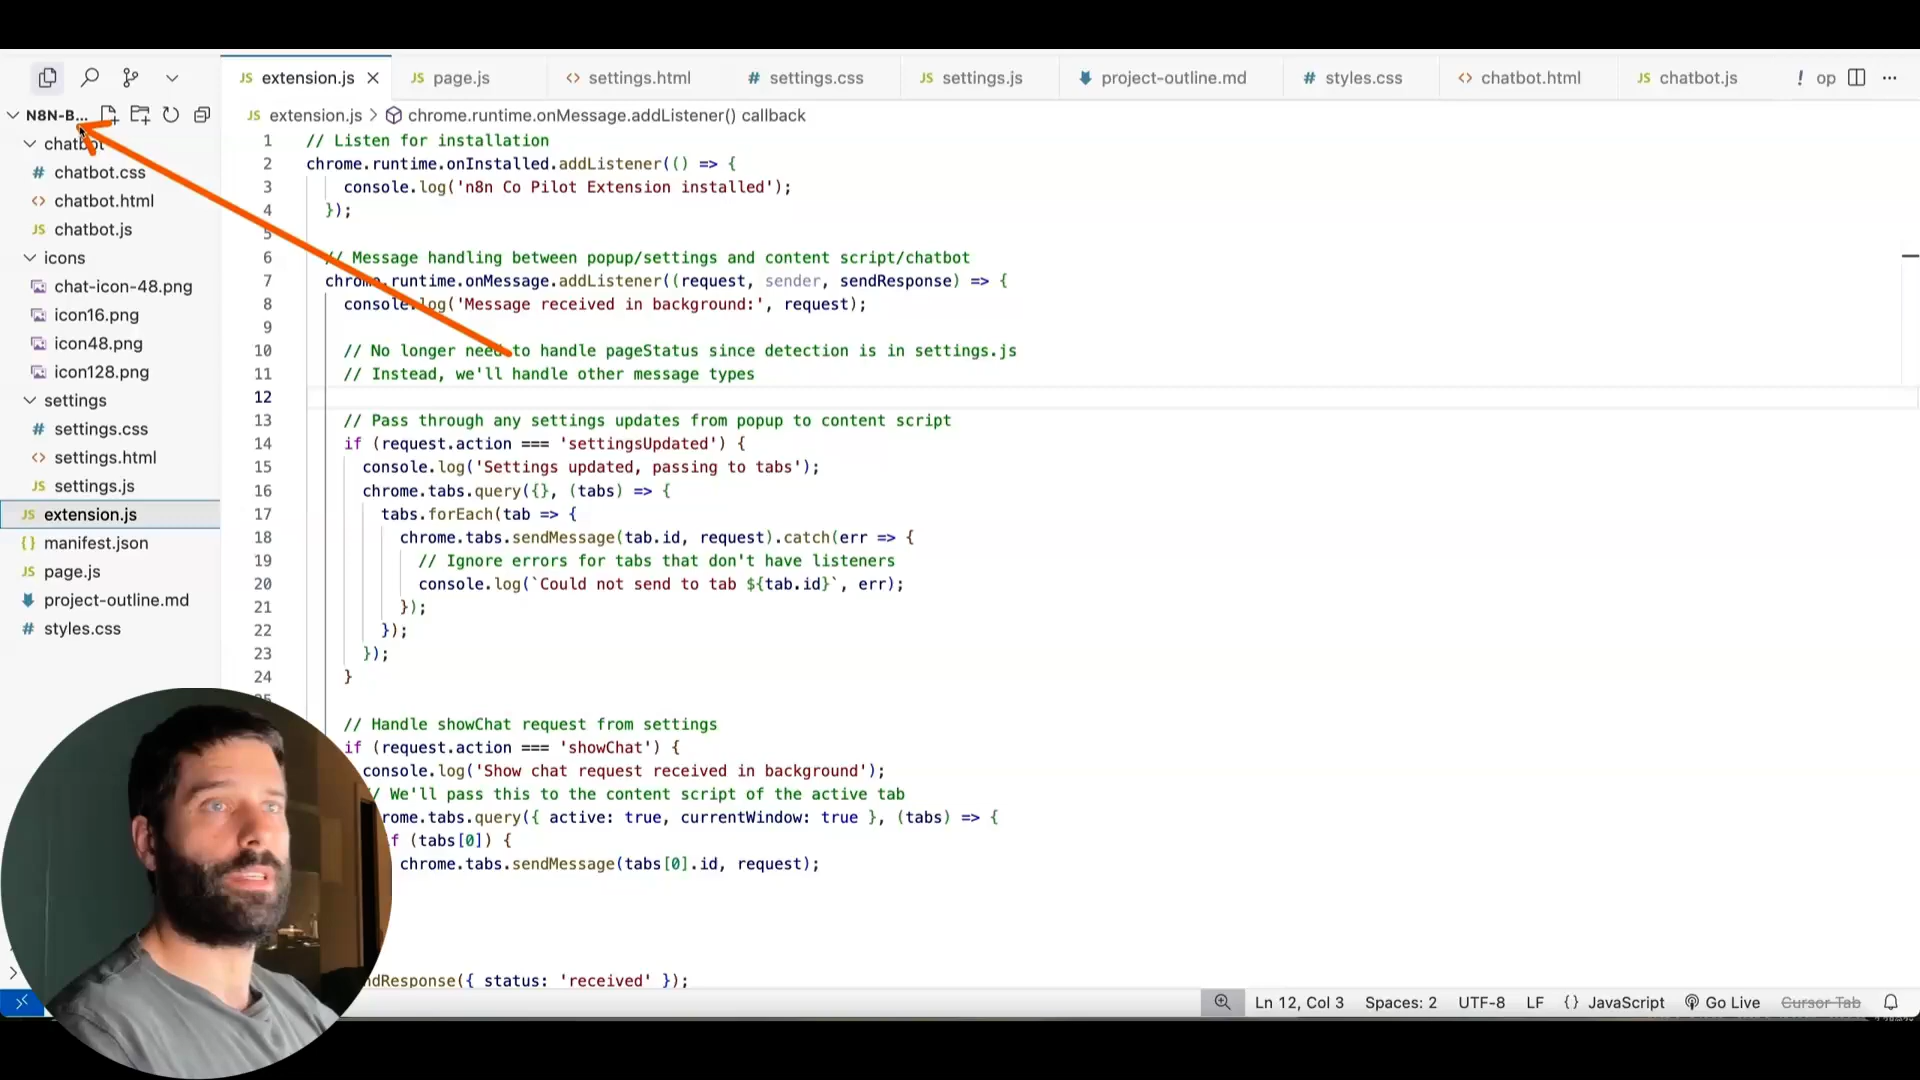 JS extension.js
JS page.js
<> settings.html
# settings.css
JS settings.js
project-outline.md
# styles.css
<> chatbot.html
JS chatbot.js
! op
N8N-B...
chatbot
# chatbot.css
<> chatbot.html
JS chatbot.js
icons
chat-icon-48.png
icon16.png
icon48.png
icon128.png
settings
# settings.css
<> settings.html
JS settings.js
JS extension.js
{} manifest.json
JS page.js
project-outline.md
# styles.css
JS extension.js > chrome.runtime.onMessage.addListener() callback
1 // Listen for installation
2 chrome.runtime.onInstalled.addListener(() => {
3 console.log('n8n Co Pilot Extension installed');
4 });
5
6 // Message handling between popup/settings and content script/chatbot
7 chrome.runtime.onMessage.addListener((request, sender, sendResponse) => {
8 console.log('Message received in background:', request);
9
10 // No longer need to handle pageStatus since detection is in settings.js
11 // Instead, we'll handle other message types
12
13 // Pass through any settings updates from popup to content script
14 if (request.action === 'settingsUpdated') {
15 console.log('Settings updated, passing to tabs');
16 chrome.tabs.query({}, (tabs) => {
17 tabs.forEach(tab => {
18 chrome.tabs.sendMessage(tab.id, request).catch(err => {
19 // Ignore errors for tabs that don't have listeners
20 console.log(`Could not send to tab ${tab.id}`, err);
21 });
22 });
23 });
24 }
25
// Handle showChat request from settings
if (request.action === 'showChat') {
console.log('Show chat request received in background');
/ We'll pass this to the content script of the active tab
rome.tabs.query({ active: true, currentWindow: true }, (tabs) => {
f (tabs[0]) {
chrome.tabs.sendMessage(tabs[0].id, request);
ndResponse({ status: 'received' });
Ln 12, Col 3
Spaces: 2
UTF-8
LF
{} JavaScript
Go Live
Cursor Tab